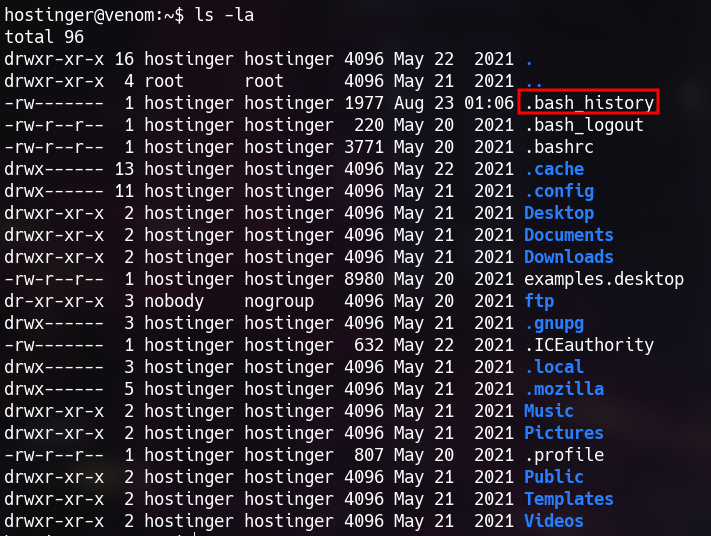 hostinger@venom:~$ ls -la
total 96
drwxr-xr-x 16 hostinger hostinger 4096 May 22  2021 .
drwxr-xr-x  4 root      root      4096 May 21  2021 ..
-rw-------  1 hostinger hostinger 1977 Aug 23 01:06 .bash_history
-rw-r--r--  1 hostinger hostinger  220 May 20  2021 .bash_logout
-rw-r--r--  1 hostinger hostinger 3771 May 20  2021 .bashrc
drwx------ 13 hostinger hostinger 4096 May 22  2021 .cache
drwx------ 11 hostinger hostinger 4096 May 21  2021 .config
drwxr-xr-x  2 hostinger hostinger 4096 May 21  2021 Desktop
drwxr-xr-x  2 hostinger hostinger 4096 May 21  2021 Documents
drwxr-xr-x  2 hostinger hostinger 4096 May 21  2021 Downloads
-rw-r--r--  1 hostinger hostinger 8980 May 20  2021 examples.desktop
dr-xr-xr-x  3 nobody    nogroup   4096 May 20  2021 ftp
drwx------  3 hostinger hostinger 4096 May 21  2021 .gnupg
-rw-------  1 hostinger hostinger  632 May 22  2021 .ICEauthority
drwx------  3 hostinger hostinger 4096 May 21  2021 .local
drwx------  5 hostinger hostinger 4096 May 21  2021 .mozilla
drwxr-xr-x  2 hostinger hostinger 4096 May 21  2021 Music
drwxr-xr-x  2 hostinger hostinger 4096 May 21  2021 Pictures
-rw-r--r--  1 hostinger hostinger  807 May 20  2021 .profile
drwxr-xr-x  2 hostinger hostinger 4096 May 21  2021 Public
drwxr-xr-x  2 hostinger hostinger 4096 May 21  2021 Templates
drwxr-xr-x  2 hostinger hostinger 4096 May 21  2021 Videos